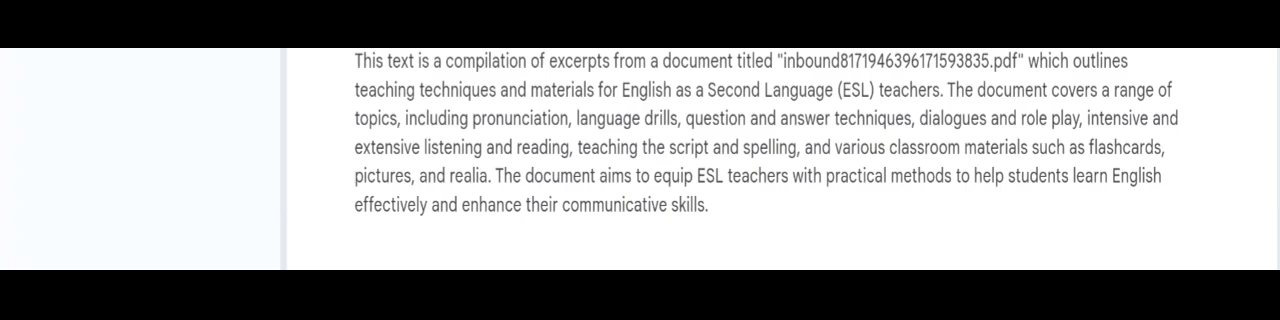 This text is a compilation of excerpts from a document titled "inbound8171946396171593835.pdf" which outlines
teaching techniques and materials for English as a Second Language (ESL) teachers. The document covers a range of
topics, including pronunciation, language drills, question and answer techniques, dialogues and role play, intensive and
extensive listening and reading, teaching the script and spelling, and various classroom materials such as flashcards,
pictures, and realia. The document aims to equip ESL teachers with practical methods to help students learn English
effectively and enhance their communicative skills.